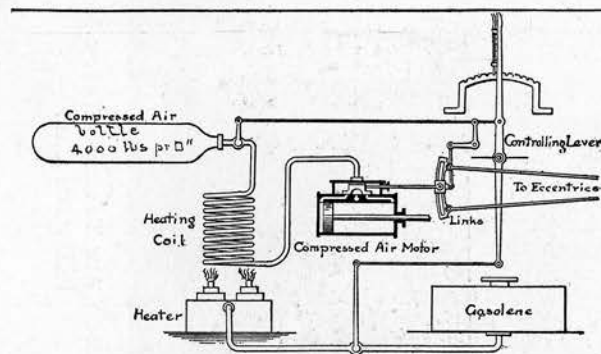 Compressed Air
bottle
4000 lbs pr □"
Controlling Lever
To Eccentrics
Heating
Coil
Links
Compressed Air Motor
Heater
Gasolene